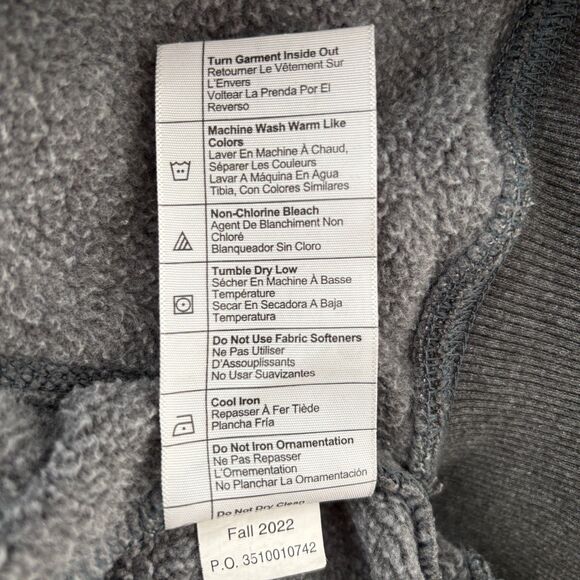 Turn Garment Inside Out
Retourner Le Vêtement Sur
L'Envers
Voltear La Prenda Por El
Reverso
Machine Wash Warm Like
Colors
Laver En Machine À Chaud,
Séparer Les Couleurs
Lavar A Máquina En Agua
Tibia, Con Colores Similares
Non-Chlorine Bleach
Agent De Blanchiment Non
Chloré
Blanqueador Sin Cloro
Tumble Dry Low
Sécher En Machine À Basse
Température
Secar En Secadora A Baja
Temperatura
Do Not Use Fabric Softeners
Ne Pas Utiliser
D'Assouplissants
No Usar Suavizantes
Cool Iron
Repasser À Fer Tiède
Plancha Fría
Do Not Iron Ornamentation
Ne Pas Repasser
L'Ornementation
No Planchar La Ornamentación
Do Not Dry Clean
Fall 2022
P.O. 3510010742